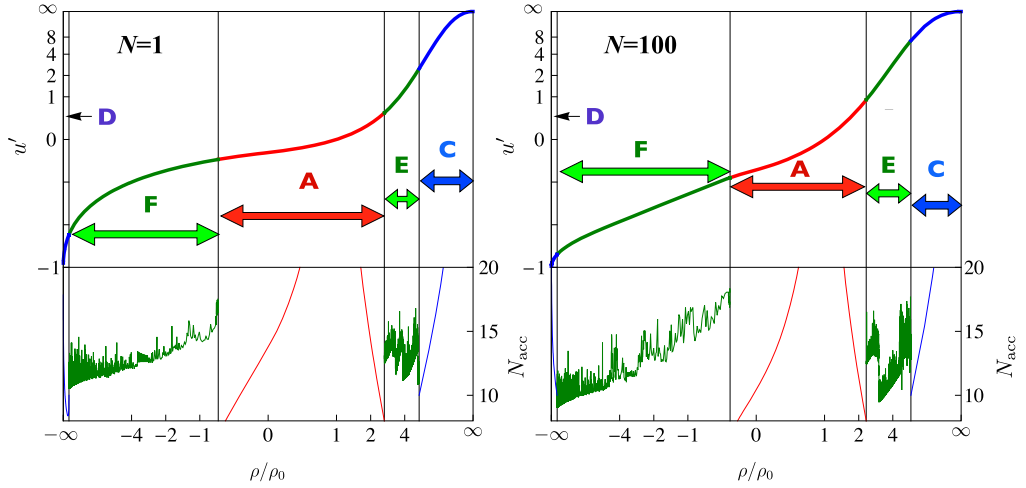 ∞
8
4
2
1
0
−1
u′
N=1
D
F
A
E
C
20
15
10
N_acc
−∞
−4
−2
−1
0
1
2
4
∞
ρ/ρ₀
∞
8
4
2
1
0
−1
u′
N=100
D
F
A
E
C
20
15
10
N_acc
−∞
−4
−2
−1
0
1
2
4
∞
ρ/ρ₀